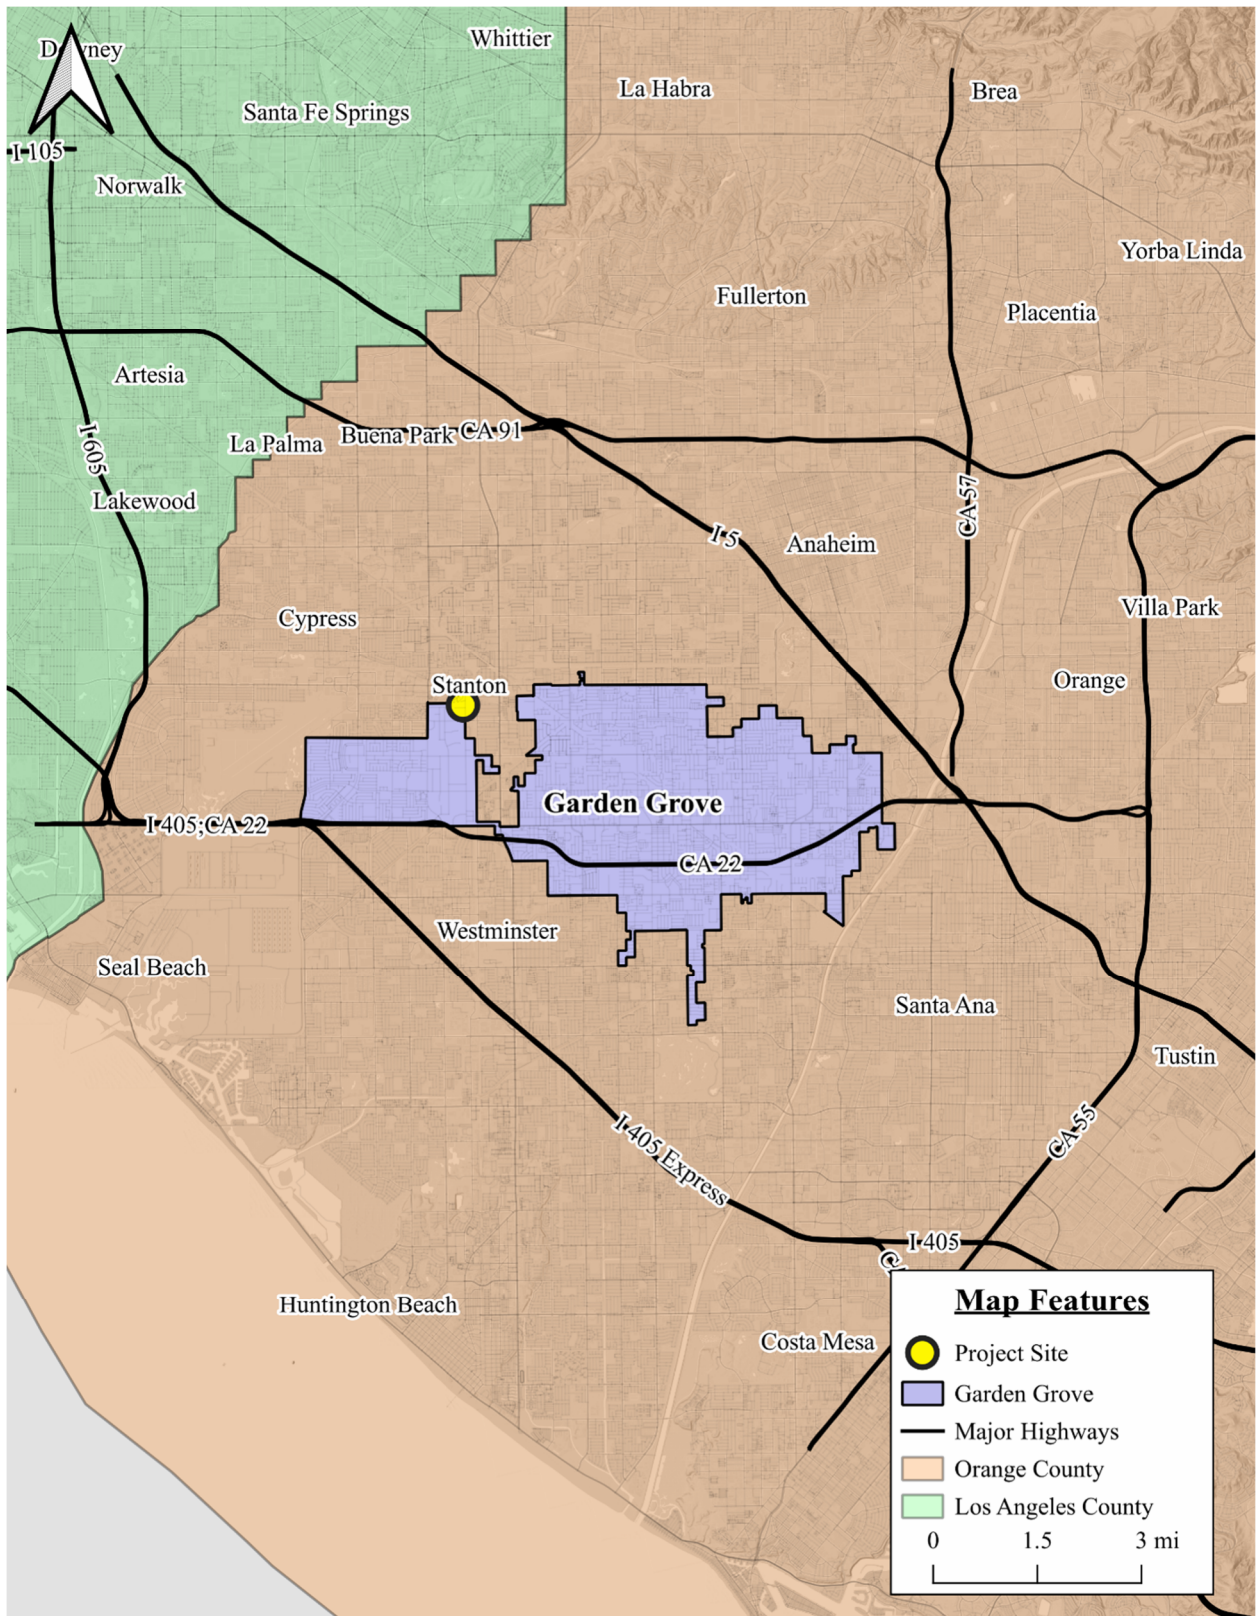 Downey
Whittier
La Habra
Brea
Santa Fe Springs
I 105
Norwalk
Yorba Linda
Fullerton
Placentia
Artesia
La Palma
Buena Park
CA 91
I 605
Lakewood
I 5
Anaheim
CA 57
Cypress
Villa Park
Stanton
Orange
Garden Grove
I 405;CA 22
CA 22
Westminster
Seal Beach
Santa Ana
Tustin
CA 55
I 405 Express
I 405
Huntington Beach
Costa Mesa
Map Features
Project Site
Garden Grove
Major Highways
Orange County
Los Angeles County
0 1.5 3 mi